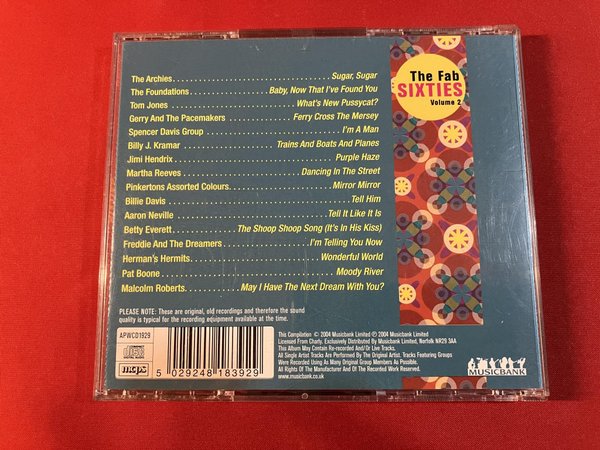 The Archies.............................Sugar, Sugar
The Foundations....................Baby, Now That I've Found You
Tom Jones.........................What's New Pussycat?
Gerry And The Pacemakers.............Ferry Cross The Mersey
Spencer Davis Group.............................I'm A Man
Billy J. Kramar....................Trains And Boats And Planes
Jimi Hendrix..................................Purple Haze
Martha Reeves.........................Dancing In The Street
Pinkertons Assorted Colours......................Mirror Mirror
Billie Davis......................................Tell Him
Aaron Neville................................Tell It Like It Is
Betty Everett............The Shoop Shoop Song (It's In His Kiss)
Freddie And The Dreamers................I'm Telling You Now
Herman's Hermits..........................Wonderful World
Pat Boone...................................Moody River
Malcolm Roberts...........May I Have The Next Dream With You?
The Fab
SIXTIES
Volume 2
PLEASE NOTE: These are original, old recordings and therefore the sound
quality is typical for the recording equipment available at the time.
APWCD1929
COMPACT
disc
DIGITAL AUDIO
mcps
5 029248 183929
This Compilation © 2004 Musicbank Limited ℗ 2004 Musicbank Limited
Licensed From Charly. Exclusively Distributed By Musicbank Limited, Norfolk NR29 3AA
This Album May Contain Re-recorded And/Or Live Tracks.
All Single Artist Tracks Are Performed By The Original Artist. Tracks Featuring Groups
Were Recorded Using As Many Original Group Members As Possible.
All Rights Of The Manufacturer And Of The Recorded Work Reserved.
www.musicbank.co.uk
MUSICBANK